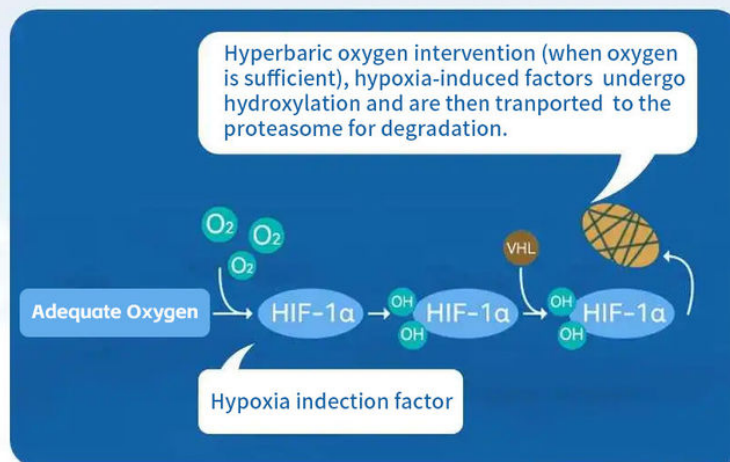 Hyperbaric oxygen intervention (when oxygen
is sufficient), hypoxia-induced factors undergo
hydroxylation and are then tranported to the
proteasome for degradation.
O₂
O₂
O₂
VHL
Adequate Oxygen
HIF-1α
OH
OH
HIF-1α
OH
OH
HIF-1α
Hypoxia indection factor